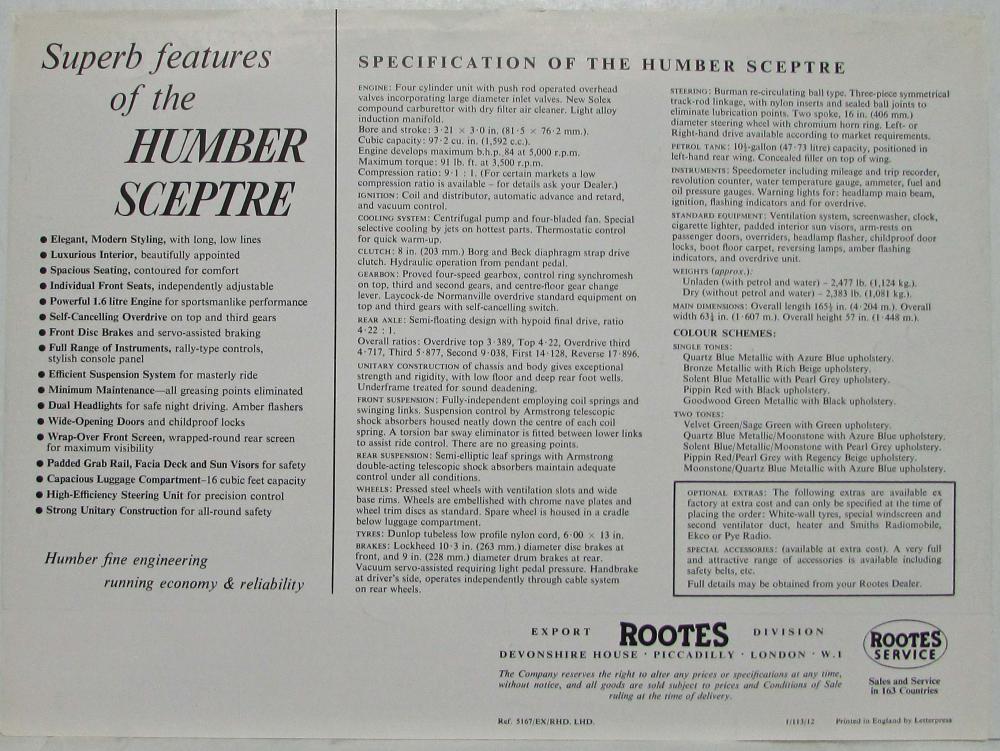 Superb features
of the
HUMBER
SCEPTRE
● Elegant, Modern Styling, with long, low lines
● Luxurious Interior, beautifully appointed
● Spacious Seating, contoured for comfort
● Individual Front Seats, independently adjustable
● Powerful 1.6 litre Engine for sportsmanlike performance
● Self-Cancelling Overdrive on top and third gears
● Front Disc Brakes and servo-assisted braking
● Full Range of Instruments, rally-type controls,
stylish console panel
● Efficient Suspension System for masterly ride
● Minimum Maintenance—all greasing points eliminated
● Dual Headlights for safe night driving. Amber flashers
● Wide-Opening Doors and childproof locks
● Wrap-Over Front Screen, wrapped-round rear screen
for maximum visibility
● Padded Grab Rail, Facia Deck and Sun Visors for safety
● Capacious Luggage Compartment–16 cubic feet capacity
● High-Efficiency Steering Unit for precision control
● Strong Unitary Construction for all-round safety
Humber fine engineering
running economy & reliability
SPECIFICATION OF THE HUMBER SCEPTRE
ENGINE: Four cylinder unit with push rod operated overhead
valves incorporating large diameter inlet valves. New Solex
compound carburettor with dry filter air cleaner. Light alloy
induction manifold.
Bore and stroke: 3·21 × 3·0 in. (81·5 × 76·2 mm.).
Cubic capacity: 97·2 cu. in. (1,592 c.c.).
Engine develops maximum b.h.p. 84 at 5,000 r.p.m.
Maximum torque: 91 lb. ft. at 3,500 r.p.m.
Compression ratio: 9·1 : 1. (For certain markets a low
compression ratio is available – for details ask your Dealer.)
IGNITION: Coil and distributor, automatic advance and retard,
and vacuum control.
COOLING SYSTEM: Centrifugal pump and four-bladed fan. Special
selective cooling by jets on hottest parts. Thermostatic control
for quick warm-up.
CLUTCH: 8 in. (203 mm.) Borg and Beck diaphragm strap drive
clutch. Hydraulic operation from pendant pedal.
GEARBOX: Proved four-speed gearbox, control ring synchromesh
on top, third and second gears, and centre-floor gear change
lever. Laycock-de Normanville overdrive standard equipment on
top and third gears with self-cancelling switch.
REAR AXLE: Semi-floating design with hypoid final drive, ratio
4·22 : 1.
Overall ratios: Overdrive top 3·389, Top 4·22, Overdrive third
4·717, Third 5·877, Second 9·038, First 14·128, Reverse 17·896.
UNITARY CONSTRUCTION of chassis and body gives exceptional
strength and rigidity, with low floor and deep rear foot wells.
Underframe treated for sound deadening.
FRONT SUSPENSION: Fully-independent employing coil springs and
swinging links. Suspension control by Armstrong telescopic
shock absorbers housed neatly down the centre of each coil
spring. A torsion bar sway eliminator is fitted between lower links
to assist ride control. There are no greasing points.
REAR SUSPENSION: Semi-elliptic leaf springs with Armstrong
double-acting telescopic shock absorbers maintain adequate
control under all conditions.
WHEELS: Pressed steel wheels with ventilation slots and wide
base rims. Wheels are embellished with chrome nave plates and
wheel trim discs as standard. Spare wheel is housed in a cradle
below luggage compartment.
TYRES: Dunlop tubeless low profile nylon cord, 6·00 × 13 in.
BRAKES: Lockheed 10·3 in. (263 mm.) diameter disc brakes at
front, and 9 in. (228 mm.) diameter drum brakes at rear.
Vacuum servo-assisted requiring light pedal pressure. Handbrake
at driver's side, operates independently through cable system
on rear wheels.
STEERING: Burman re-circulating ball type. Three-piece symmetrical
track-rod linkage, with nylon inserts and sealed ball joints to
eliminate lubrication points. Two spoke, 16 in. (406 mm.)
diameter steering wheel with chromium horn ring. Left- or
Right-hand drive available according to market requirements.
PETROL TANK: 10½-gallon (47·73 litre) capacity, positioned in
left-hand rear wing. Concealed filler on top of wing.
INSTRUMENTS: Speedometer including mileage and trip recorder,
revolution counter, water temperature gauge, ammeter, fuel and
oil pressure gauges. Warning lights for: headlamp main beam,
ignition, flashing indicators and for overdrive.
STANDARD EQUIPMENT: Ventilation system, screenwasher, clock,
cigarette lighter, padded interior sun visors, arm-rests on
passenger doors, overriders, headlamp flasher, childproof door
locks, boot floor carpet, reversing lamps, amber flashing
indicators, and overdrive unit.
WEIGHTS (approx.):
Unladen (with petrol and water) – 2,477 lb. (1,124 kg.).
Dry (without petrol and water) – 2,383 lb. (1,081 kg.).
MAIN DIMENSIONS: Overall length 165½ in. (4·204 m.). Overall
width 63¼ in. (1·607 m.). Overall height 57 in. (1·448 m.).
COLOUR SCHEMES:
SINGLE TONES:
Quartz Blue Metallic with Azure Blue upholstery.
Bronze Metallic with Rich Beige upholstery.
Solent Blue Metallic with Pearl Grey upholstery.
Pippin Red with Black upholstery.
Goodwood Green Metallic with Black upholstery.
TWO TONES:
Velvet Green/Sage Green with Green upholstery.
Quartz Blue Metallic/Moonstone with Azure Blue upholstery.
Solent Blue/Metallic/Moonstone with Pearl Grey upholstery.
Pippin Red/Pearl Grey with Regency Beige upholstery.
Moonstone/Quartz Blue Metallic with Azure Blue upholstery.
OPTIONAL EXTRAS: The following extras are available ex
factory at extra cost and can only be specified at the time of
placing the order: White-wall tyres, special windscreen and
second ventilator duct, heater and Smiths Radiomobile,
Ekco or Pye Radio.
SPECIAL ACCESSORIES: (available at extra cost). A very full
and attractive range of accessories is available including
safety belts, etc.
Full details may be obtained from your Rootes Dealer.
EXPORT ROOTES DIVISION
DEVONSHIRE HOUSE · PICCADILLY · LONDON · W.1
The Company reserves the right to alter any prices or specifications at any time,
without notice, and all goods are sold subject to prices and Conditions of Sale
ruling at the time of delivery.
ROOTES
SERVICE
Sales and Service
in 163 Countries
Ref. 5167/EX/RHD. LHD.
1/113/12 Printed in England by Letterpress